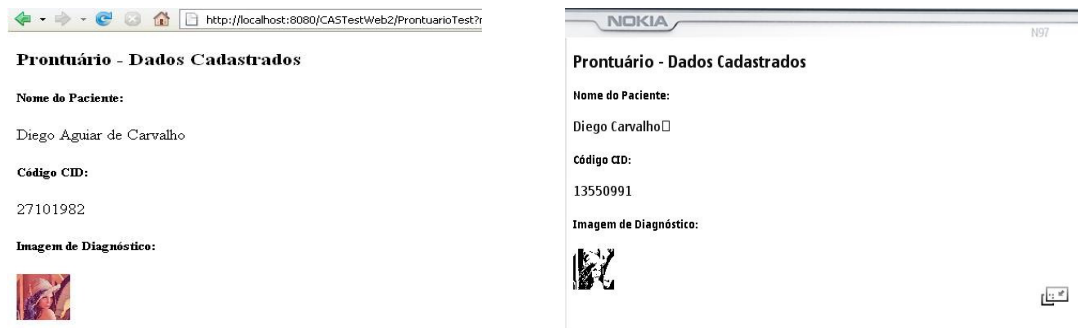 http://localhost:8080/CASTestWeb2/ProntuarioTest?
Prontuário - Dados Cadastrados
Nome do Paciente:
Diego Aguiar de Carvalho
Código CID:
27101982
Imagem de Diagnóstico:
NOKIA
N97
Prontuário - Dados Cadastrados
Nome do Paciente:
Diego Carvalho□
Código CID:
13550991
Imagem de Diagnóstico: